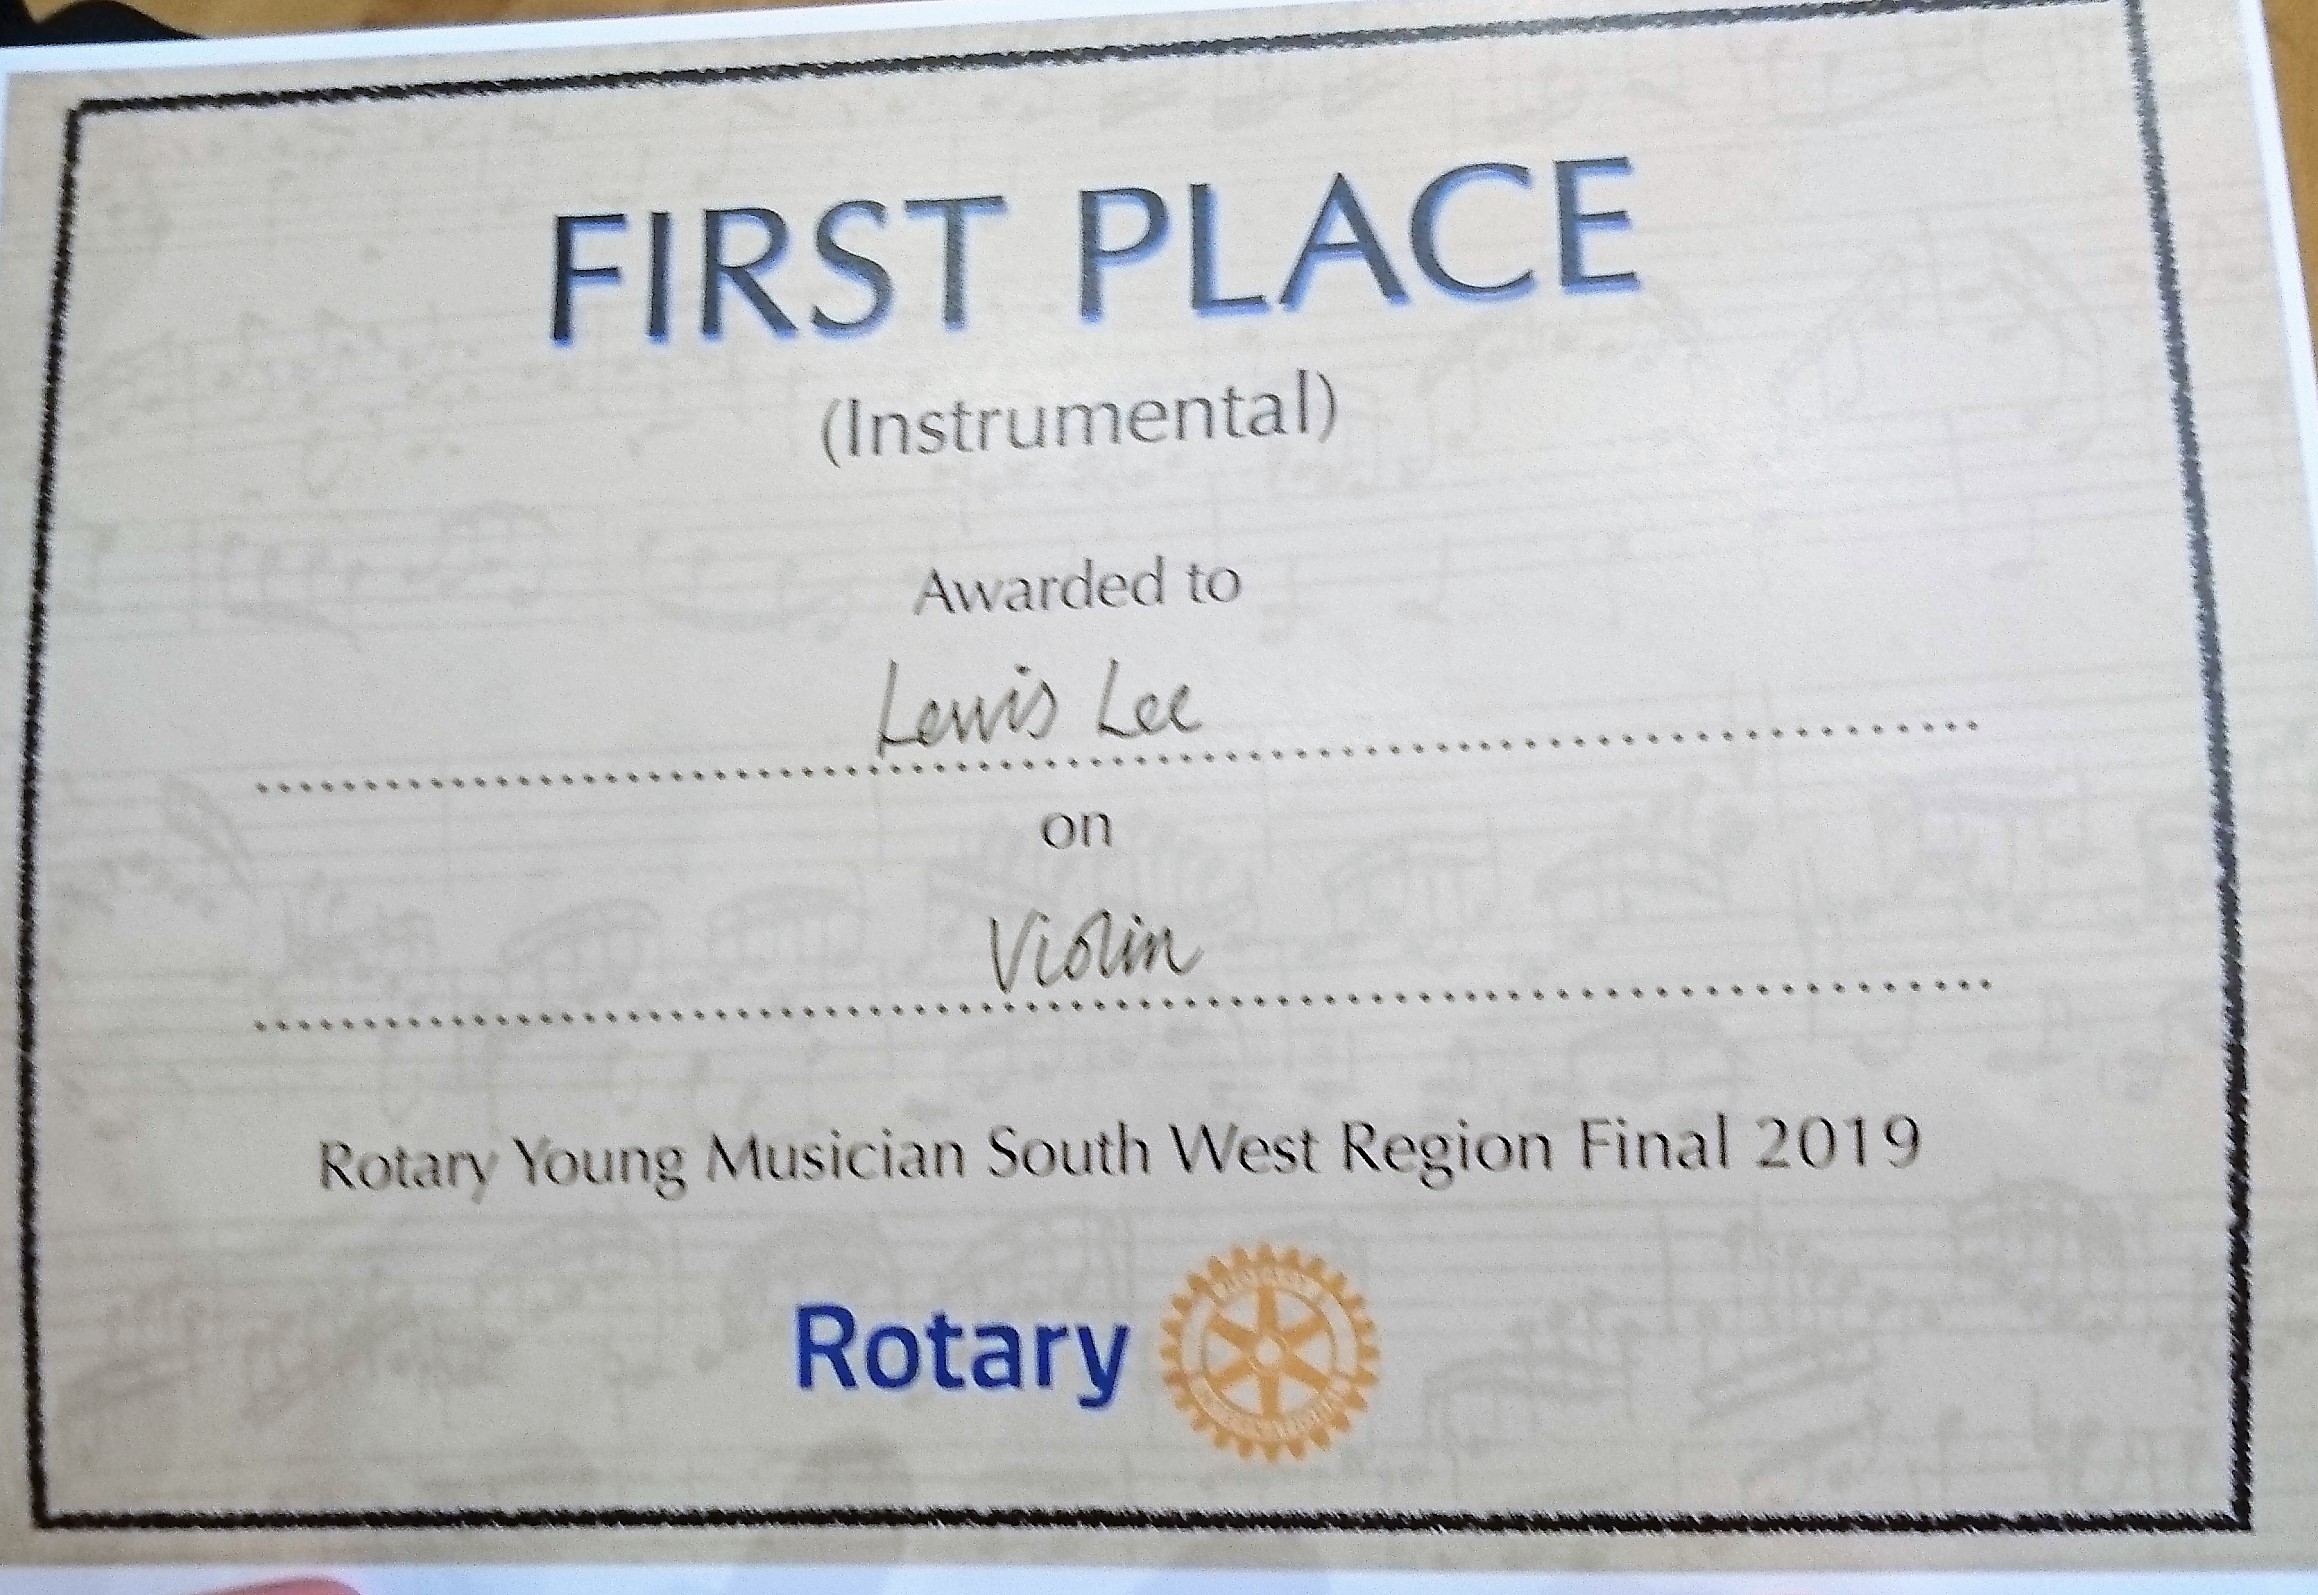 FIRST PLACE
(Instrumental)
Awarded to
Lewis Lee
on
Violin
Rotary Young Musician South West Region Final 2019
Rotary